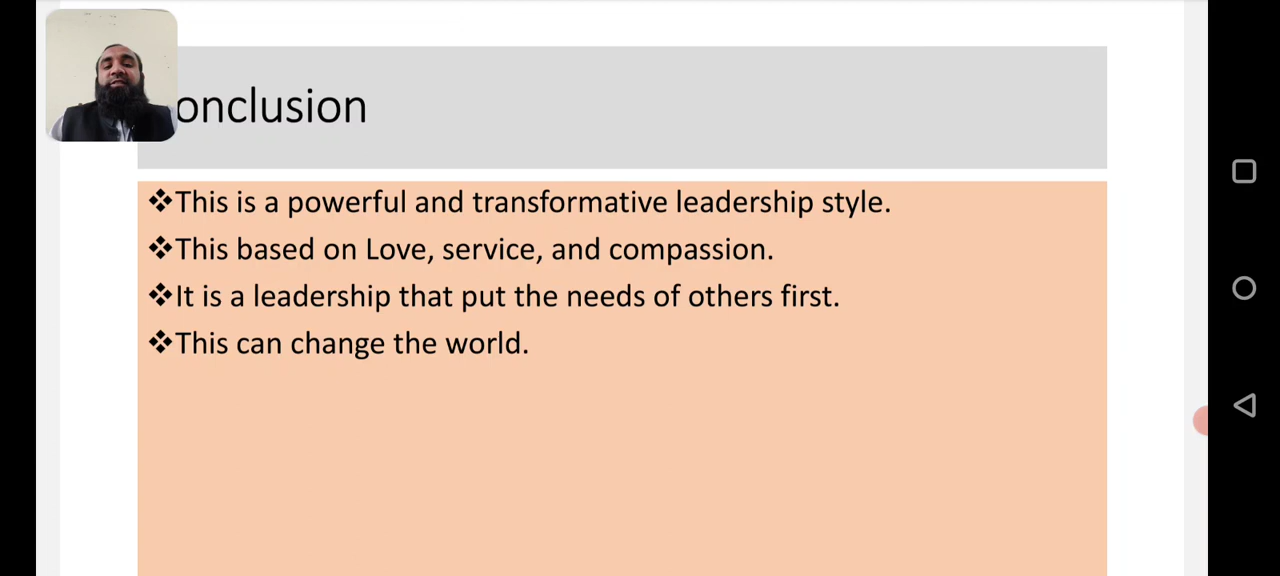 onclusion
❖This is a powerful and transformative leadership style.
❖This based on Love, service, and compassion.
❖It is a leadership that put the needs of others first.
❖This can change the world.